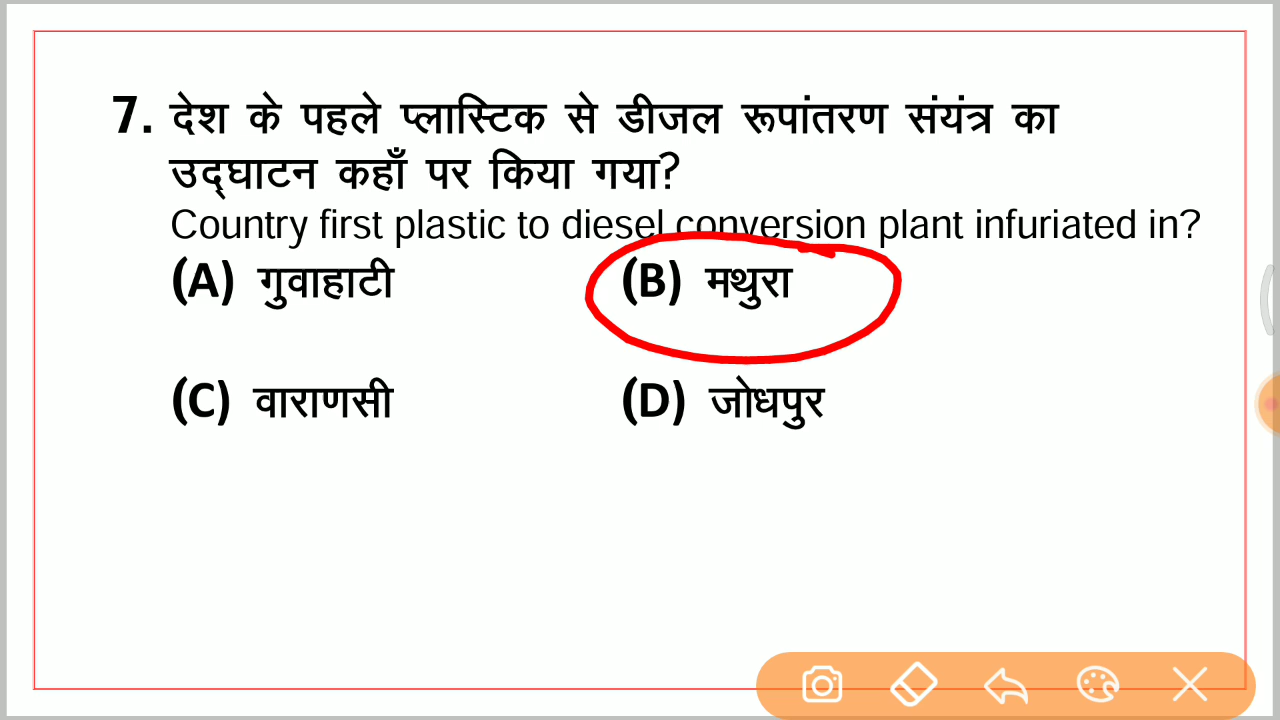 7. देश के पहले प्लास्टिक से डीजल रूपांतरण संयंत्र का
उद्घाटन कहाँ पर किया गया?
Country first plastic to diesel conversion plant infuriated in?
(A) गुवाहाटी (B) मथुरा
(C) वाराणसी (D) जोधपुर